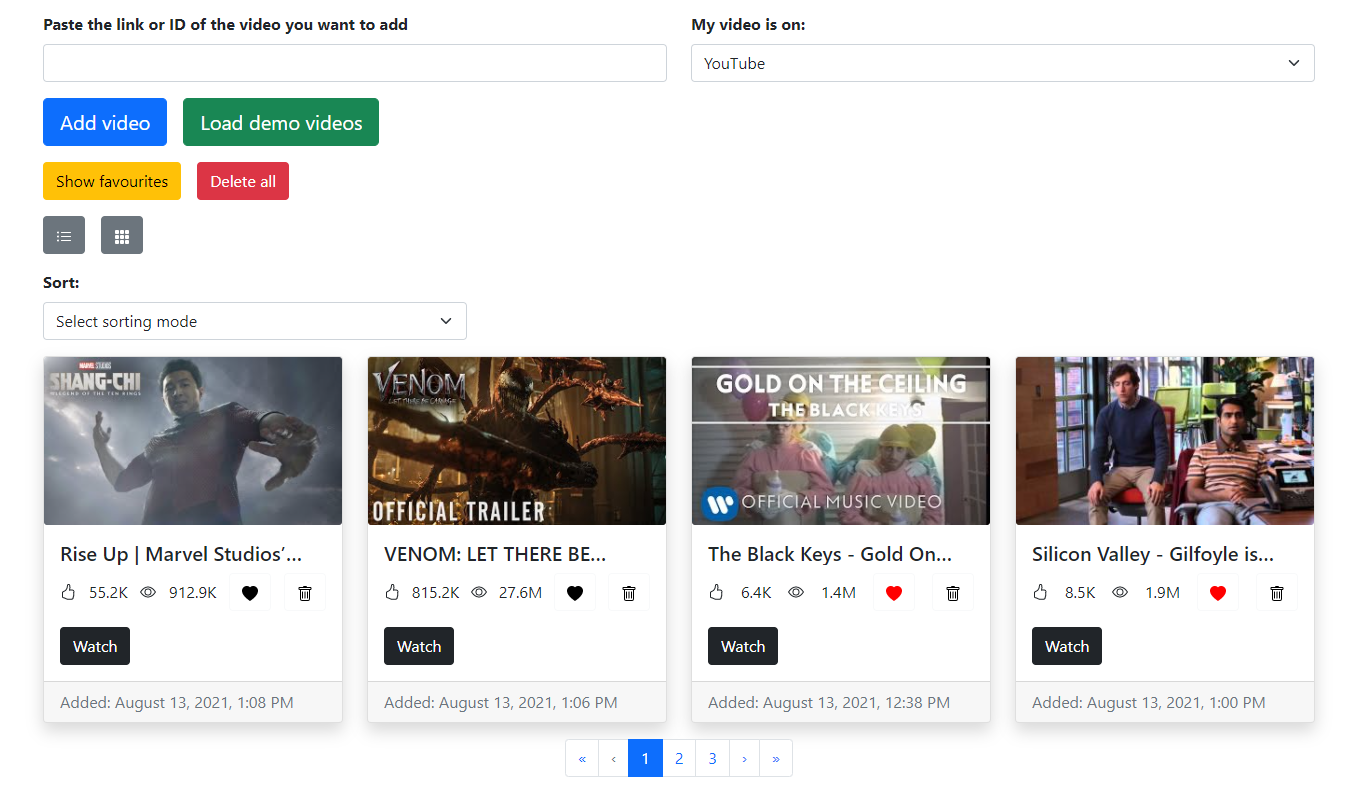 Paste the link or ID of the video you want to add
My video is on:
YouTube
Add video
Load demo videos
Show favourites
Delete all
Sort:
Select sorting mode
MARVEL STUDIOS
SHANG-CHI
AND THE LEGEND OF THE TEN RINGS
VENOM
LET THERE BE CARNAGE
OFFICIAL TRAILER
GOLD ON THE CEILING
THE BLACK KEYS
OFFICIAL MUSIC VIDEO
Rise Up | Marvel Studios’...
55.2K 912.9K
Watch
Added: August 13, 2021, 1:08 PM
VENOM: LET THERE BE...
815.2K 27.6M
Watch
Added: August 13, 2021, 1:06 PM
The Black Keys - Gold On...
6.4K 1.4M
Watch
Added: August 13, 2021, 12:38 PM
Silicon Valley - Gilfoyle is...
8.5K 1.9M
Watch
Added: August 13, 2021, 1:00 PM
« ‹ 1 2 3 › »